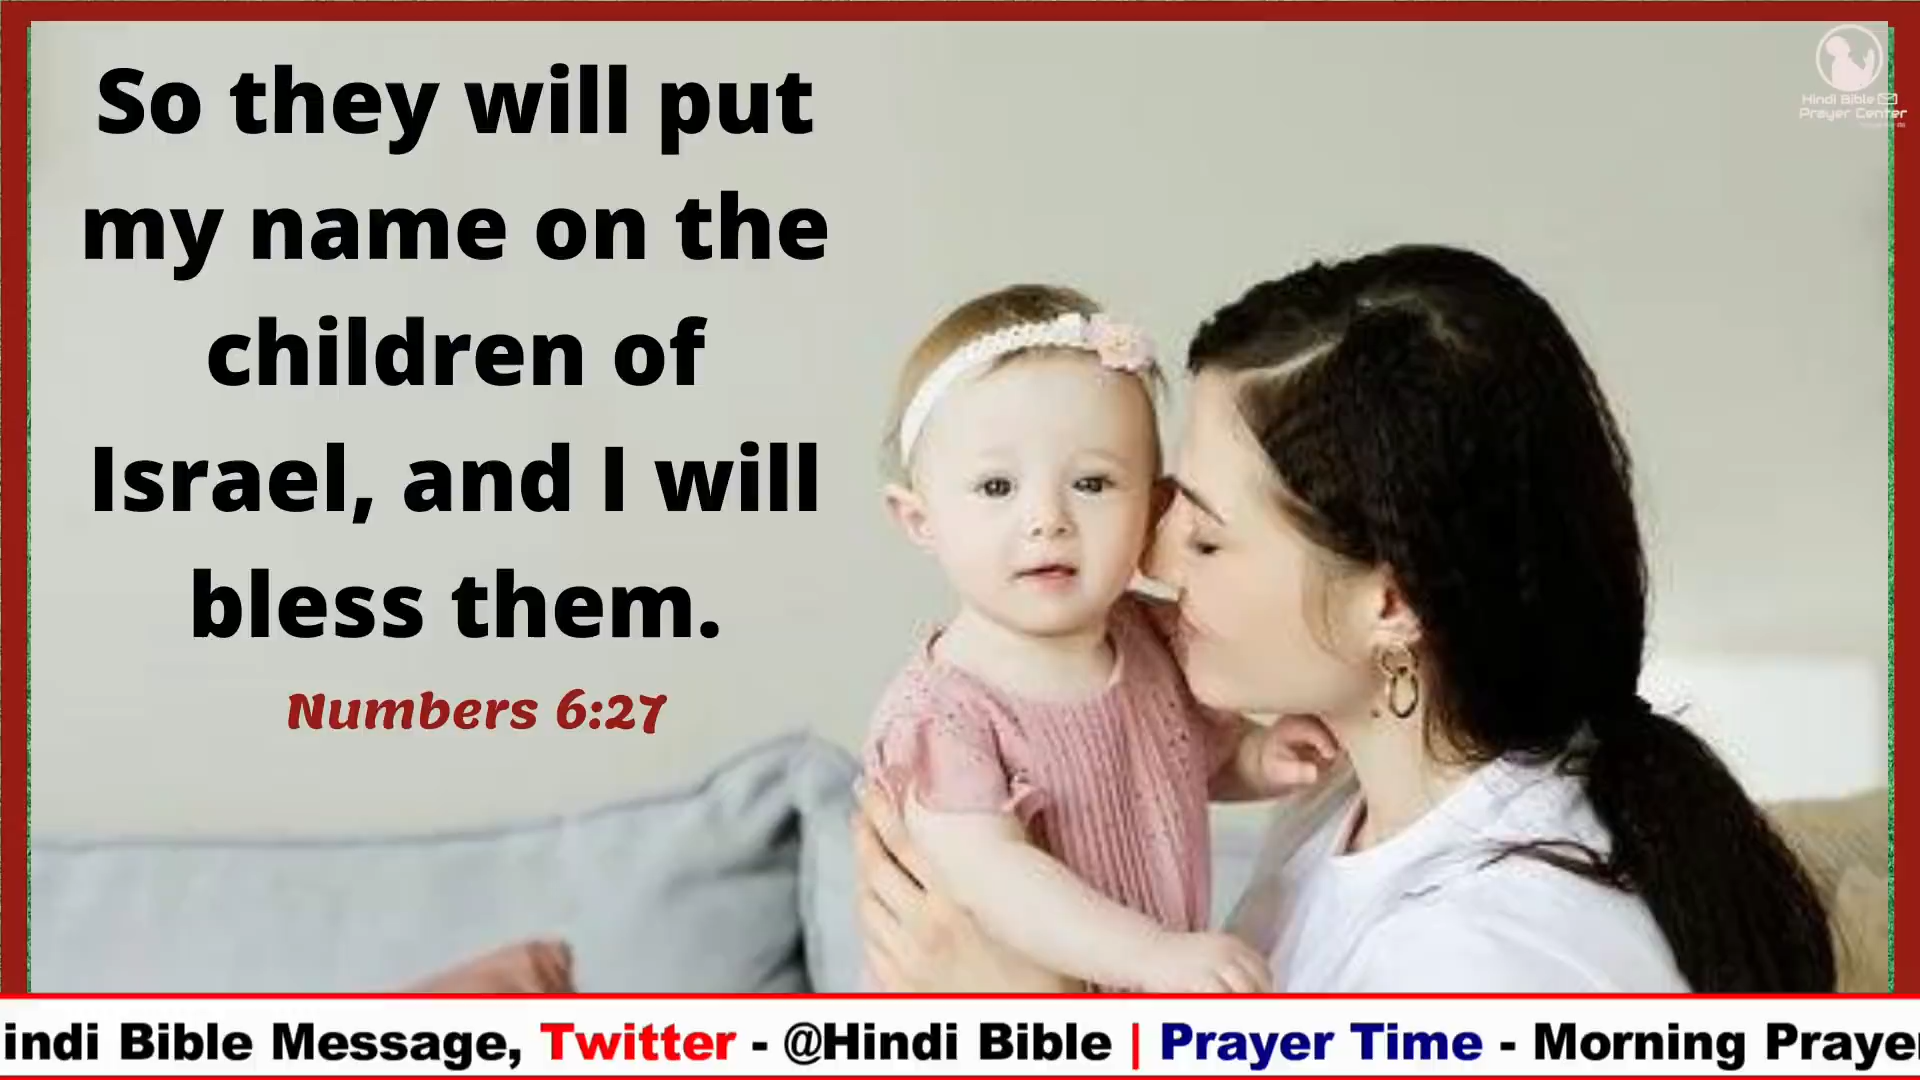 So they will put
my name on the
children of
Israel, and I will
bless them.
Numbers 6:27
Hindi Bible
Prayer Center
indi Bible Message, Twitter - @Hindi Bible | Prayer Time - Morning Praye